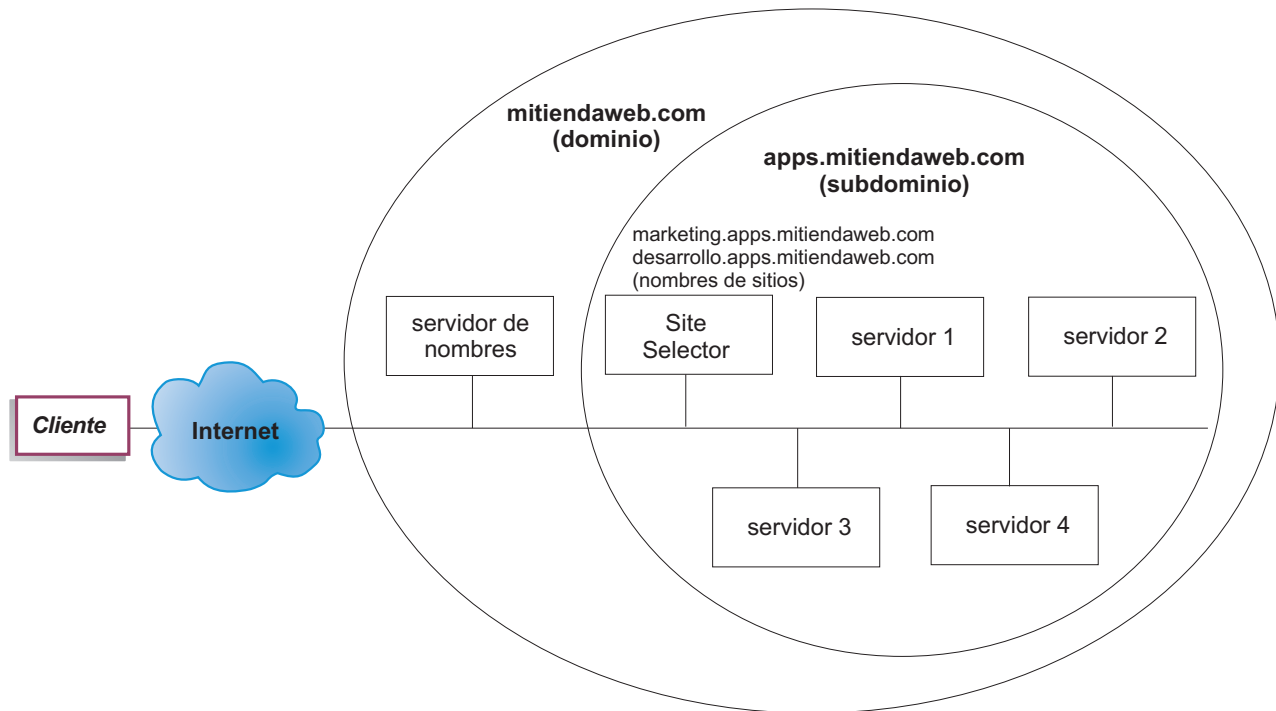 mitiendaweb.com
(dominio)
apps.mitiendaweb.com
(subdominio)
marketing.apps.mitiendaweb.com
desarrollo.apps.mitiendaweb.com
(nombres de sitios)
servidor de
nombres
Site
Selector
servidor 1
servidor 2
Cliente
Internet
servidor 3
servidor 4